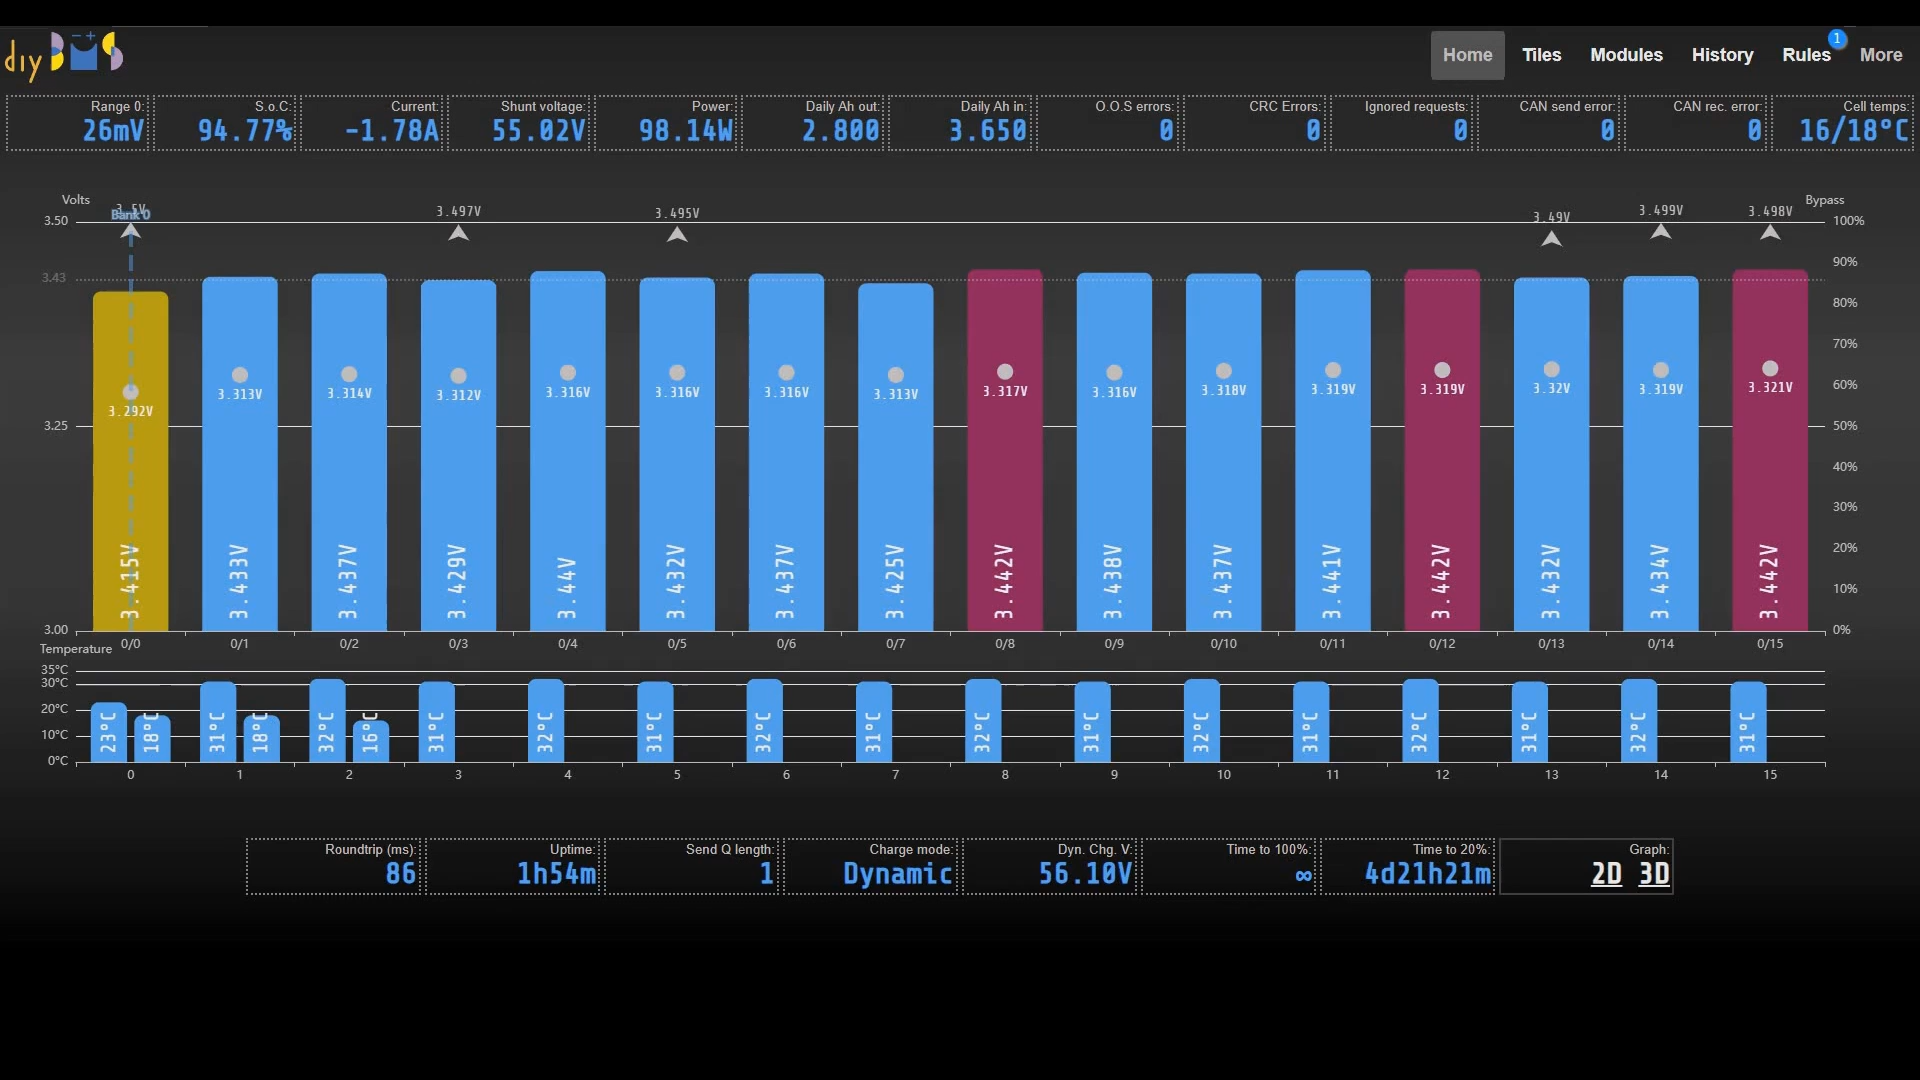 diyBMS
Home Tiles Modules History Rules 1 More
Range 0: S.o.C: Current: Shunt voltage: Power: Daily Ah out: Daily Ah in: O.O.S errors: CRC Errors: Ignored requests: CAN send error: CAN rec. error: Cell temps:
26mV 94.77% -1.78A 55.02V 98.14W 2.800 3.650 0 0 0 0 0 16/18°C
Volts Bypass
3.5V 3.497V 3.495V 3.49V 3.499V 3.498V
Bank 0
3.50 100%
90%
3.43
80%
70%
3.292V 3.313V 3.314V 3.312V 3.316V 3.316V 3.316V 3.313V 3.317V 3.316V 3.318V 3.319V 3.319V 3.32V 3.319V 3.321V
60%
3.25 50%
40%
30%
20%
10%
3.415V 3.433V 3.437V 3.429V 3.44V 3.432V 3.437V 3.425V 3.442V 3.438V 3.437V 3.441V 3.442V 3.432V 3.434V 3.442V
3.00 0%
0/0 0/1 0/2 0/3 0/4 0/5 0/6 0/7 0/8 0/9 0/10 0/11 0/12 0/13 0/14 0/15
Temperature
35°C
30°C
20°C
10°C
0°C
23°C 18°C 31°C 18°C 32°C 16°C 31°C 32°C 31°C 32°C 31°C 32°C 31°C 32°C 31°C 32°C 31°C 32°C 31°C
0 1 2 3 4 5 6 7 8 9 10 11 12 13 14 15
Roundtrip (ms): Uptime: Send Q length: Charge mode: Dyn. Chg. V: Time to 100%: Time to 20%: Graph:
86 1h54m 1 Dynamic 56.10V ∞ 4d21h21m 2D 3D